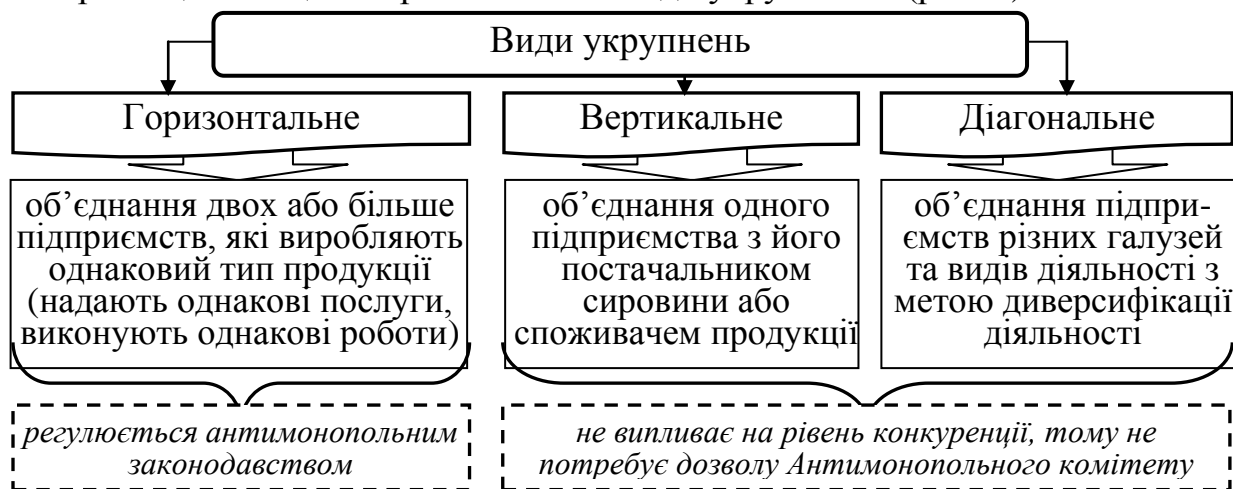 Види укрупнень
Горизонтальне
Вертикальне
Діагональне
об’єднання двох або більше
підприємств, які виробляють
однаковий тип продукції
(надають однакові послуги,
виконують однакові роботи)
об’єднання одного
підприємства з його
постачальником
сировини або
споживачем продукції
об’єднання підпри-
ємств різних галузей
та видів діяльності з
метою диверсифікації
діяльності
регулюється антимонопольним
законодавством
не випливає на рівень конкуренції, тому не
потребує дозволу Антимонопольного комітету